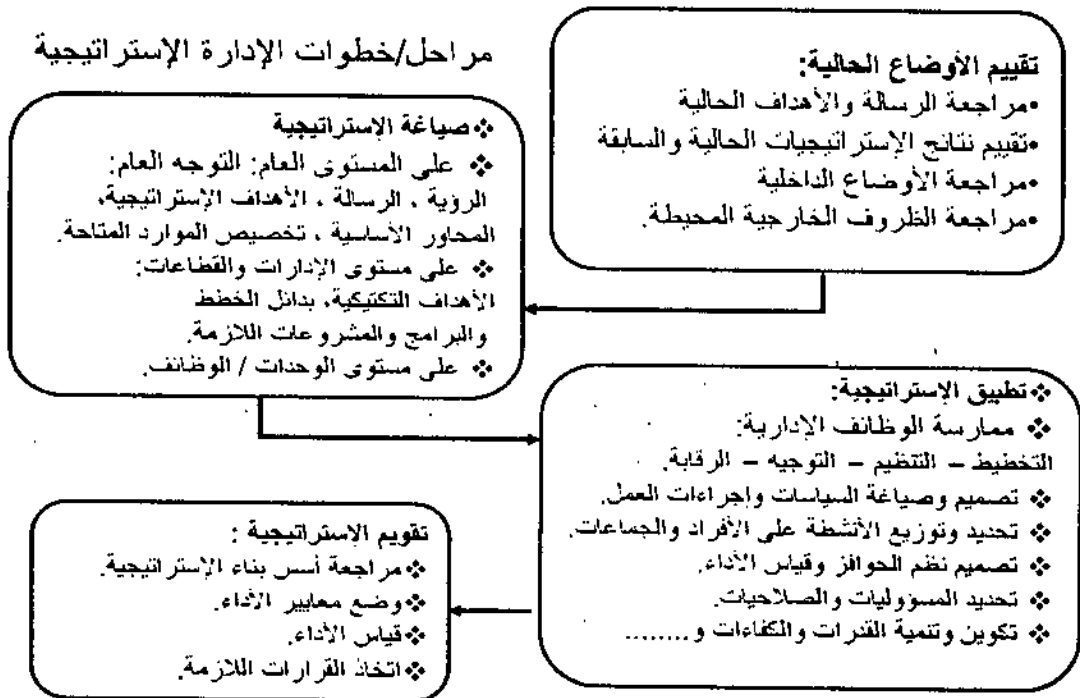 مراحل/خطوات الإدارة الإستراتيجية
تقييم الأوضاع الحالية:
•مراجعة الرسالة والأهداف الحالية
•تقييم نتائج الإستراتيجيات الحالية والسابقة
•مراجعة الأوضاع الداخلية
•مراجعة الظروف الخارجية المحيطة.
❖صياغة الإستراتيجية
❖ على المستوى العام: التوجه العام:
الرؤية ، الرسالة ، الأهداف الإستراتيجية،
المحاور الأساسية ، تخصيص الموارد المتاحة.
❖ على مستوى الإدارات والقطاعات:
الأهداف التكتيكية، بدائل الخطط
والبرامج والمشروعات اللازمة.
❖ على مستوى الوحدات / الوظائف.
❖تطبيق الإستراتيجية:
❖ ممارسة الوظائف الإدارية:
التخطيط – التنظيم – التوجيه – الرقابة.
❖ تصميم وصياغة السياسات وإجراءات العمل.
❖ تحديد وتوزيع الأنشطة على الأفراد والجماعات.
❖ تصميم نظم الحوافز وقياس الأداء.
❖ تحديد المسؤوليات والصلاحيات.
❖ تكوين وتنمية القدرات والكفاءات و........
تقويم الإستراتيجية :
❖مراجعة أسس بناء الإستراتيجية.
❖وضع معايير الأداء.
❖قياس الأداء.
❖اتخاذ القرارات اللازمة.